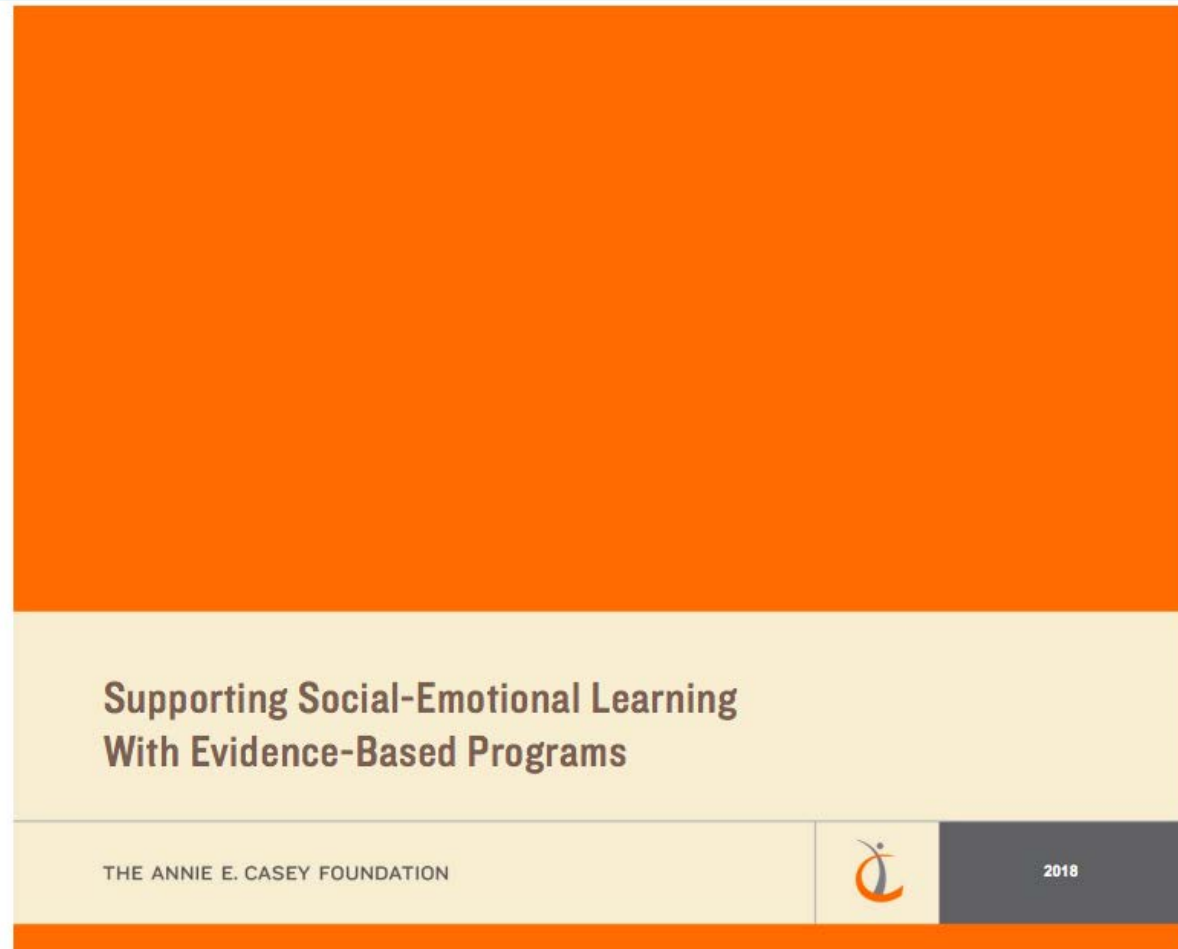 Supporting Social-Emotional Learning
With Evidence-Based Programs
THE ANNIE E. CASEY FOUNDATION
2018